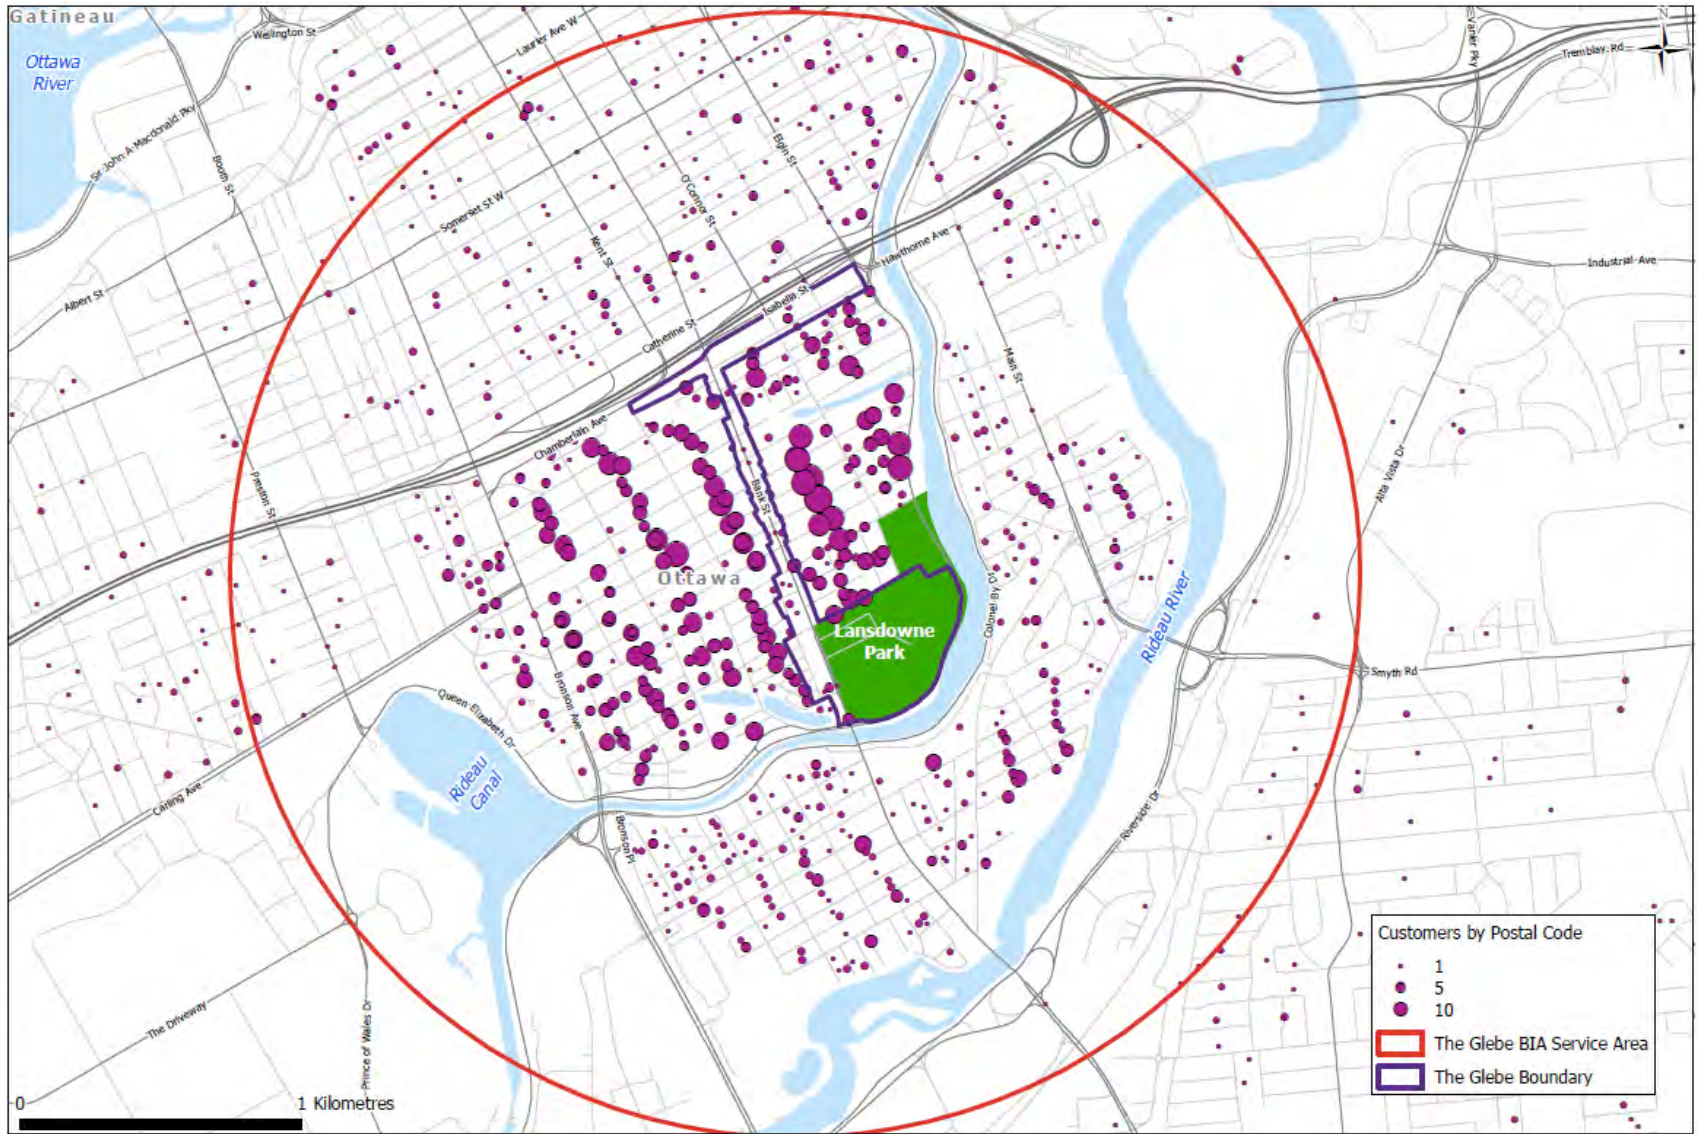 Gatineau
Wellington St
Laurier Ave W
Vanier Pky
Tremblay Rd
Ottawa
River
Sir John A Macdonald Pky
Booth St
Elgin St
O'Connor St
Somerset St W
Kent St
Hawthorne Ave
Industrial Ave
Albert St
Isabella St
Catherine St
Main St
Chamberlain Ave
Preston St
Bank St
Alta Vista Dr
Ottawa
Colonel By Dr
Rideau River
Lansdowne
Park
Smyth Rd
Bronson Ave
Queen Elizabeth Dr
Rideau
Canal
Carling Ave
Riverside Dr
Bronson Pl
The Driveway
Prince of Wales Dr
Customers by Postal Code
1
5
10
The Glebe BIA Service Area
The Glebe Boundary
0 1 Kilometres